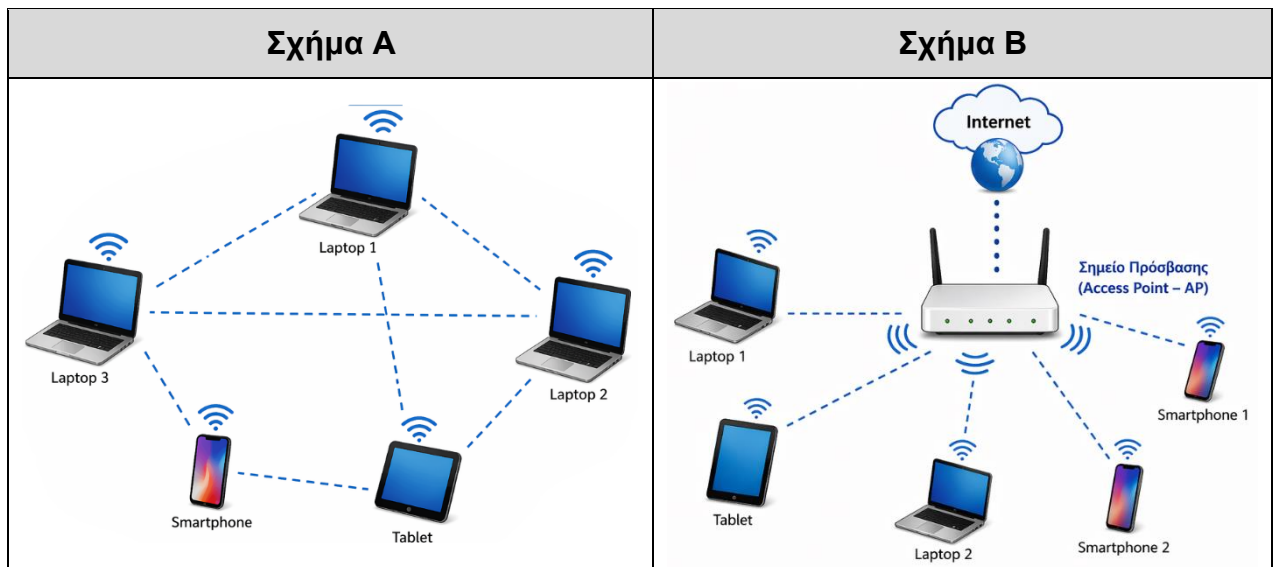 Σχήμα Α
Laptop 1
Laptop 3
Laptop 2
Smartphone
Tablet
Σχήμα Β
Internet
Σημείο Πρόσβασης
(Access Point – AP)
Laptop 1
Smartphone 1
Tablet
Laptop 2
Smartphone 2